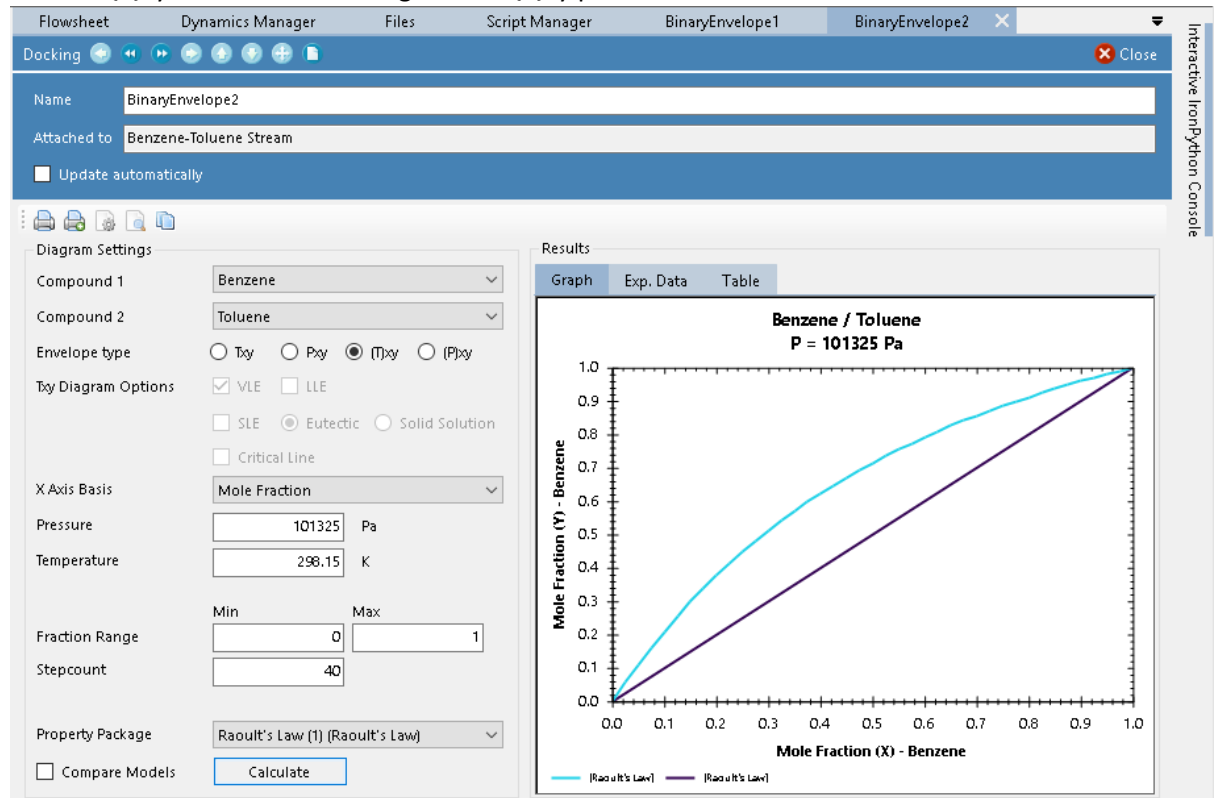 Flowsheet Dynamics Manager Files Script Manager BinaryEnvelope1 BinaryEnvelope2
Docking Close
Name BinaryEnvelope2
Attached to Benzene-Toluene Stream
Update automatically
Interactive IronPython Console
Diagram Settings
Compound 1 Benzene
Compound 2 Toluene
Envelope type Txy Pxy (T)xy (P)xy
Txy Diagram Options VLE LLE
SLE Eutectic Solid Solution
Critical Line
X Axis Basis Mole Fraction
Pressure 101325 Pa
Temperature 298.15 K
Min Max
Fraction Range 0 1
Stepcount 40
Property Package Raoult's Law (1) (Raoult's Law)
Compare Models Calculate
Results
Graph Exp. Data Table
Benzene / Toluene
P = 101325 Pa
Mole Fraction (Y) - Benzene
1.0
0.9
0.8
0.7
0.6
0.5
0.4
0.3
0.2
0.1
0.0
0.0 0.1 0.2 0.3 0.4 0.5 0.6 0.7 0.8 0.9 1.0
Mole Fraction (X) - Benzene
[Raoult's Law] [Raoult's Law]